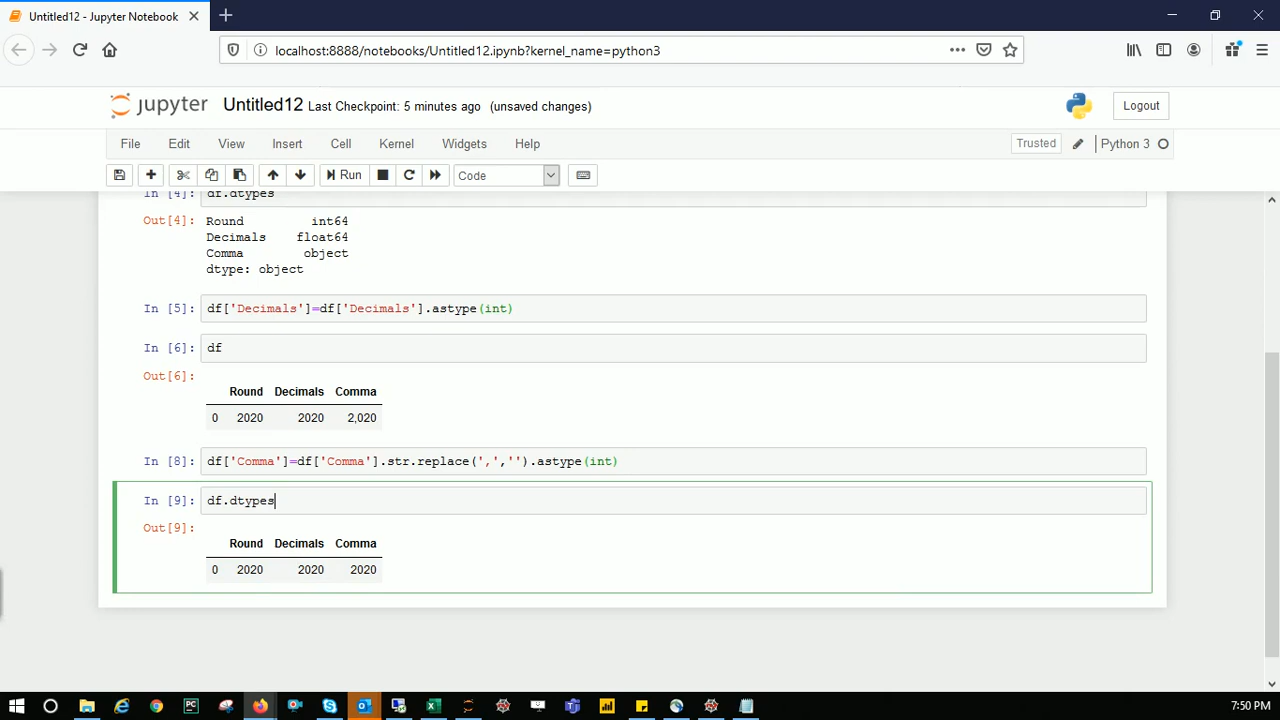 Untitled12 - Jupyter Notebook
localhost:8888/notebooks/Untitled12.ipynb?kernel_name=python3
jupyter Untitled12 Last Checkpoint: 5 minutes ago (unsaved changes)
Logout
File Edit View Insert Cell Kernel Widgets Help
Trusted Python 3
Run Code
In [4]: df.dtypes
Out[4]: Round int64
Decimals float64
Comma object
dtype: object
In [5]: df['Decimals']=df['Decimals'].astype(int)
In [6]: df
Out[6]:
Round Decimals Comma
0 2020 2020 2,020
In [8]: df['Comma']=df['Comma'].str.replace(',','').astype(int)
In [9]: df.dtypes
Out[9]:
Round Decimals Comma
0 2020 2020 2020
7:50 PM